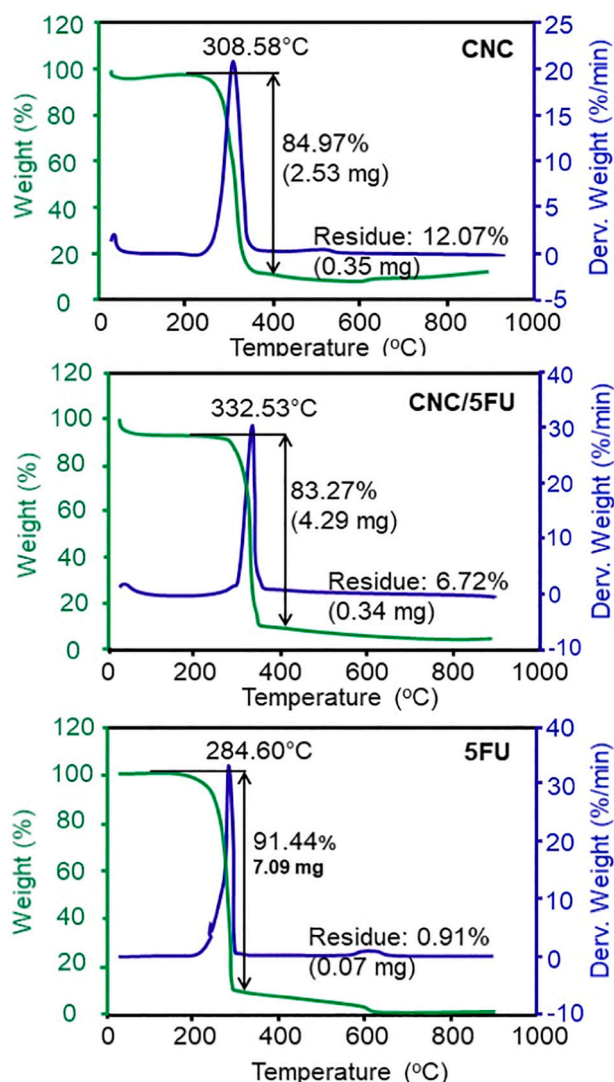 CNC
308.58°C
84.97%
(2.53 mg)
Residue: 12.07%
(0.35 mg)
Weight (%)
120
100
80
60
40
20
0
Derv. Weight (%/min)
25
20
15
10
5
0
-5
0 200 400 600 800 1000
Temperature (°C)
CNC/5FU
332.53°C
83.27%
(4.29 mg)
Residue: 6.72%
(0.34 mg)
Weight (%)
120
100
80
60
40
20
0
Derv. Weight (%/min)
40
30
20
10
0
-10
0 200 400 600 800 1000
Temperature (°C)
5FU
284.60°C
91.44%
7.09 mg
Residue: 0.91%
(0.07 mg)
Weight (%)
120
100
80
60
40
20
0
Derv. Weight (%/min)
40
30
20
10
0
-10
0 200 400 600 800 1000
Temperature (°C)